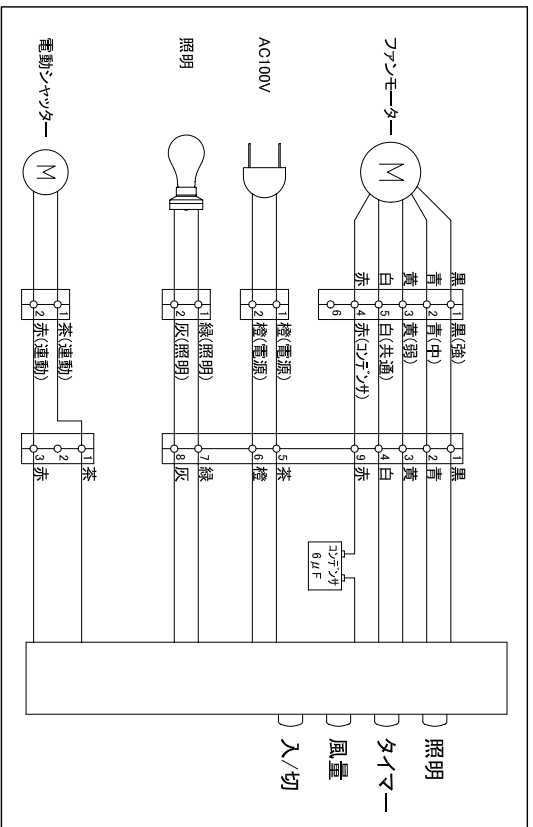 黒 1 黒(強) 1 黒
青 2 青(中) 2 青 照明
黄 3 黄(弱) 3 黄
ファンモーター M 白 5 白(共通) 4 白 タイマー
赤 4 赤(コンデンサ) 9 赤
6 コンデンサ 風量
6μF
1 橙(電源) 5 茶 入/切
AC100V 2 橙(電源) 6 橙
1 緑(照明) 7 緑
照明 2 灰(照明) 8 灰
1 茶(連動) 1 茶
2
電動シャッター M 2 赤(連動) 3 赤